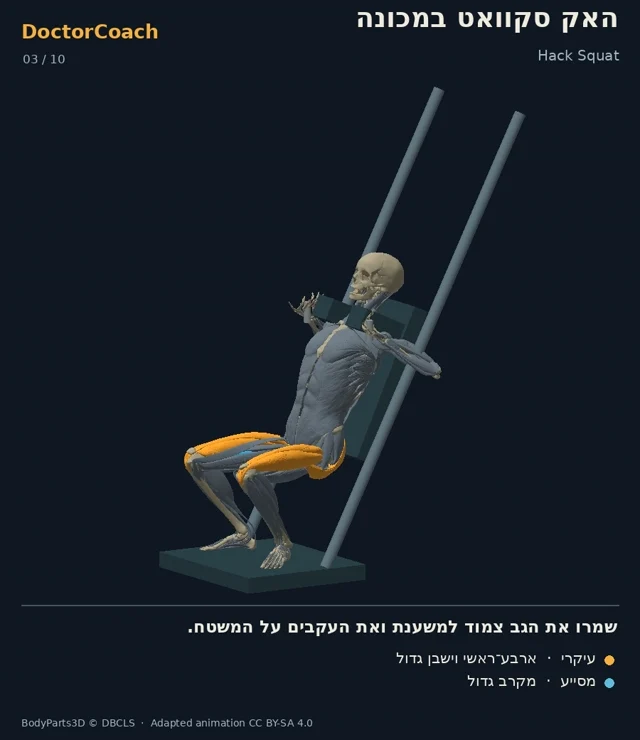 האק סקוואט במכונה
DoctorCoach
Hack Squat
03 / 10
שמרו את הגב צמוד למשענת ואת העקבים על המשטח.
עיקרי · ארבע־ראשי וישבן גדול
מסייע · מקרב גדול
BodyParts3D © DBCLS · Adapted animation CC BY-SA 4.0